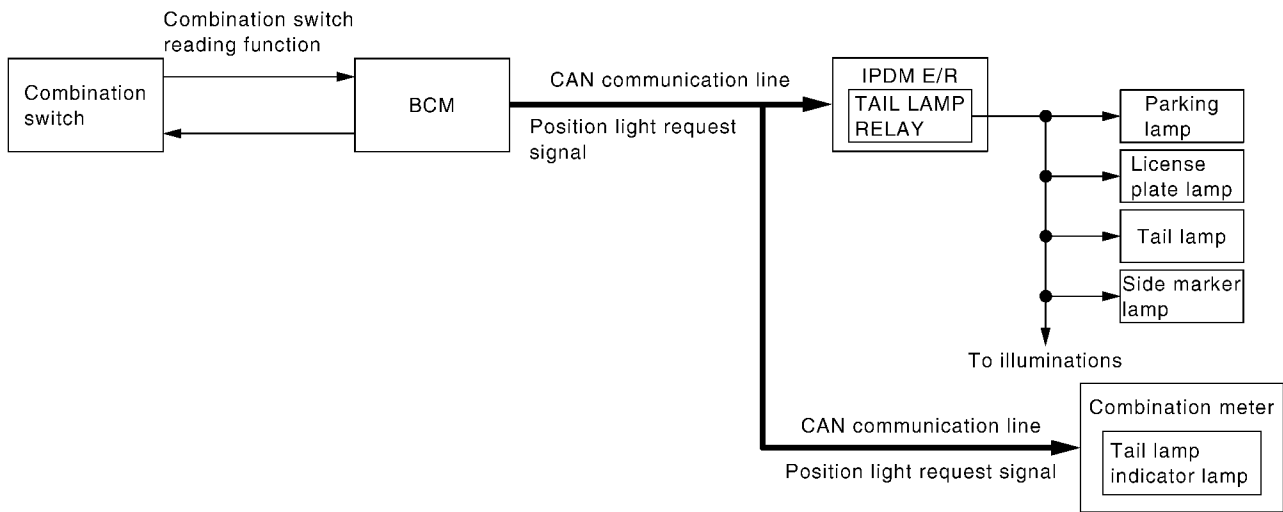 Combination switch
reading function
Combination
switch
BCM
CAN communication line
Position light request
signal
IPDM E/R
TAIL LAMP
RELAY
Parking
lamp
License
plate lamp
Tail lamp
Side marker
lamp
To illuminations
CAN communication line
Position light request signal
Combination meter
Tail lamp
indicator lamp